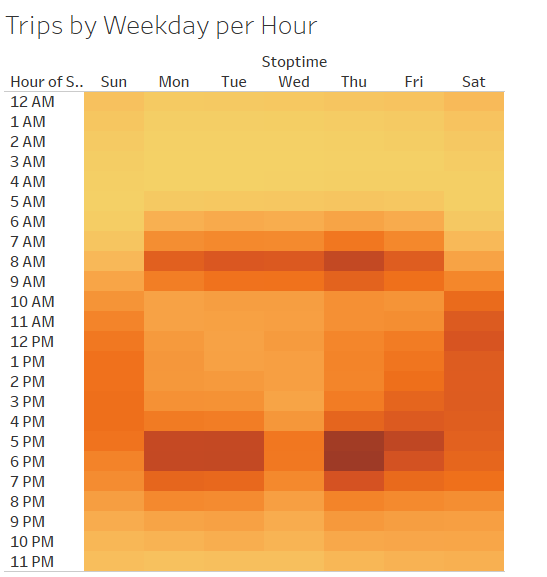 Trips by Weekday per Hour
Stoptime
Hour of S.. Sun Mon Tue Wed Thu Fri Sat
12 AM
1 AM
2 AM
3 AM
4 AM
5 AM
6 AM
7 AM
8 AM
9 AM
10 AM
11 AM
12 PM
1 PM
2 PM
3 PM
4 PM
5 PM
6 PM
7 PM
8 PM
9 PM
10 PM
11 PM